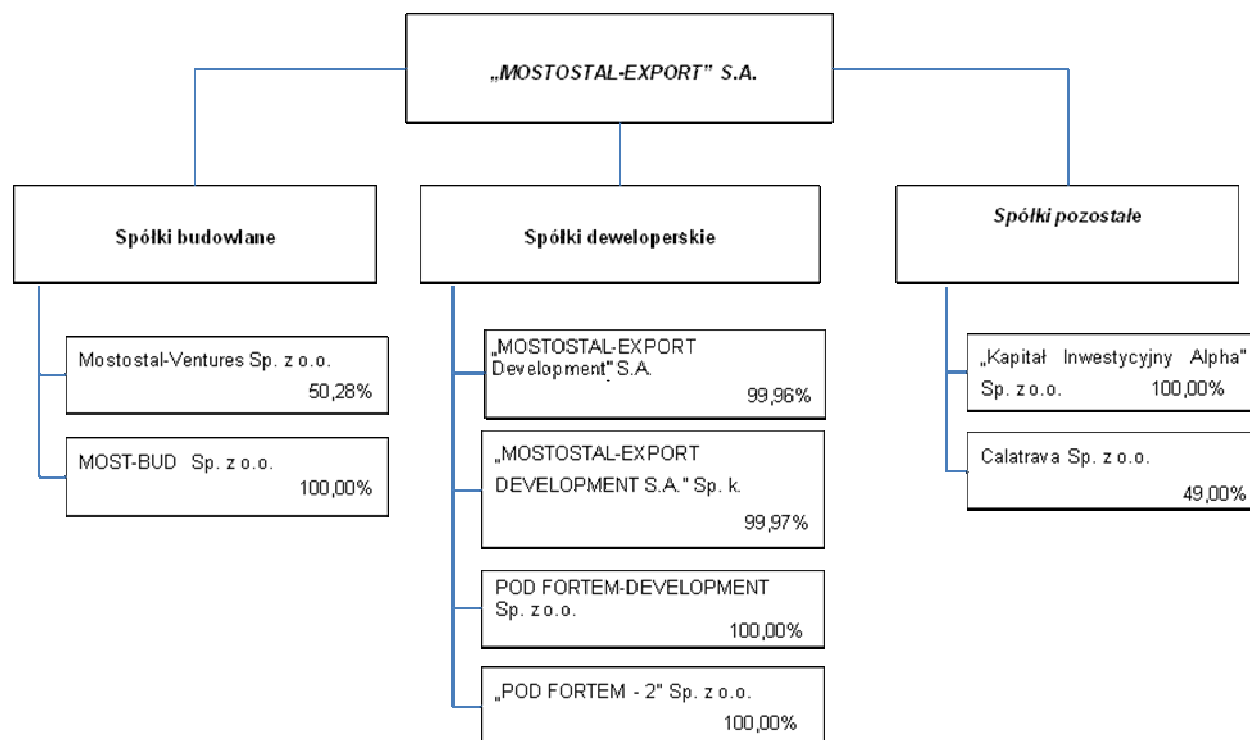 „MOSTOSTAL-EXPORT" S.A.
Spółki budowlane
Mostostal-Ventures Sp. z o.o.
50,28%
MOST-BUD Sp. z o.o.
100,00%
Spółki deweloperskie
„MOSTOSTAL-EXPORT
Development" S.A.
99,96%
„MOSTOSTAL-EXPORT
DEVELOPMENT S.A." Sp. k.
99,97%
POD FORTEM-DEVELOPMENT
Sp. z o.o.
100,00%
„POD FORTEM - 2" Sp. z o.o.
100,00%
Spółki pozostałe
„Kapitał Inwestycyjny Alpha"
Sp. z o.o. 100,00%
Calatrava Sp. z o.o.
49,00%